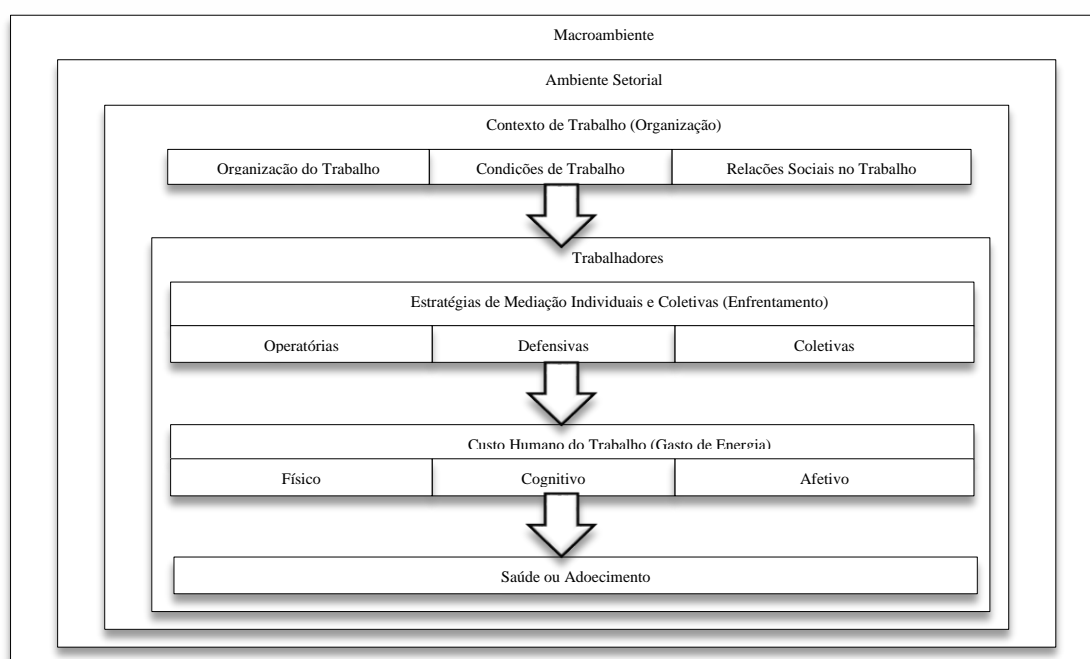 Macroambiente
Ambiente Setorial
Contexto de Trabalho (Organização)
Organização do Trabalho Condições de Trabalho Relações Sociais no Trabalho
Trabalhadores
Estratégias de Mediação Individuais e Coletivas (Enfrentamento)
Operatórias Defensivas Coletivas
Custo Humano do Trabalho (Gasto de Energia)
Físico Cognitivo Afetivo
Saúde ou Adoecimento